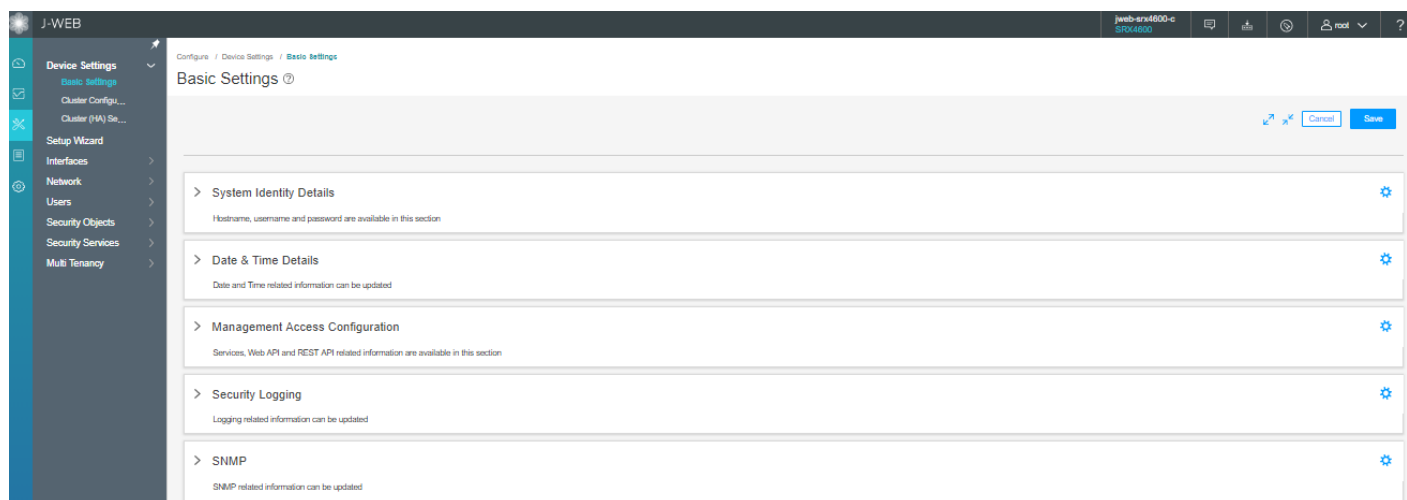 J-WEB
jweb-srx4600-c
SRX4600
root
?
Device Settings
Basic Settings
Cluster Configu...
Cluster (HA) Se...
Setup Wizard
Interfaces
Network
Users
Security Objects
Security Services
Multi Tenancy
Configure / Device Settings / Basic Settings
Basic Settings ?
Cancel
Save
System Identity Details
Hostname, username and password are available in this section
Date & Time Details
Date and Time related information can be updated
Management Access Configuration
Services, Web API and REST API related information are available in this section
Security Logging
Logging related information can be updated
SNMP
SNMP related information can be updated